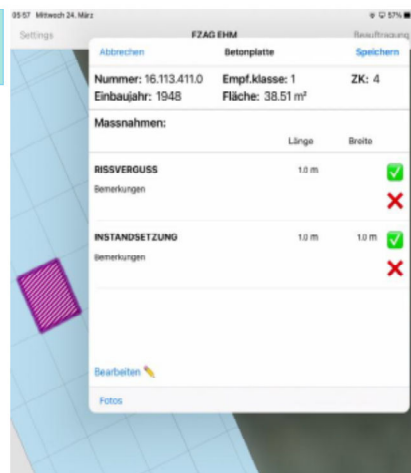 05:57 Mittwoch 24. März 57%
Settings FZAG EHM Beauftragung
Abbrechen Betonplatte Speichern
Nummer: 16.113.411.0 Empf.klasse: 1 ZK: 4
Einbaujahr: 1948 Fläche: 38.51 m²
Massnahmen:
Länge Breite
RISSVERGUSS 1.0 m
Bemerkungen
INSTANDSETZUNG 1.0 m 1.0 m
Bemerkungen
Bearbeiten
Fotos